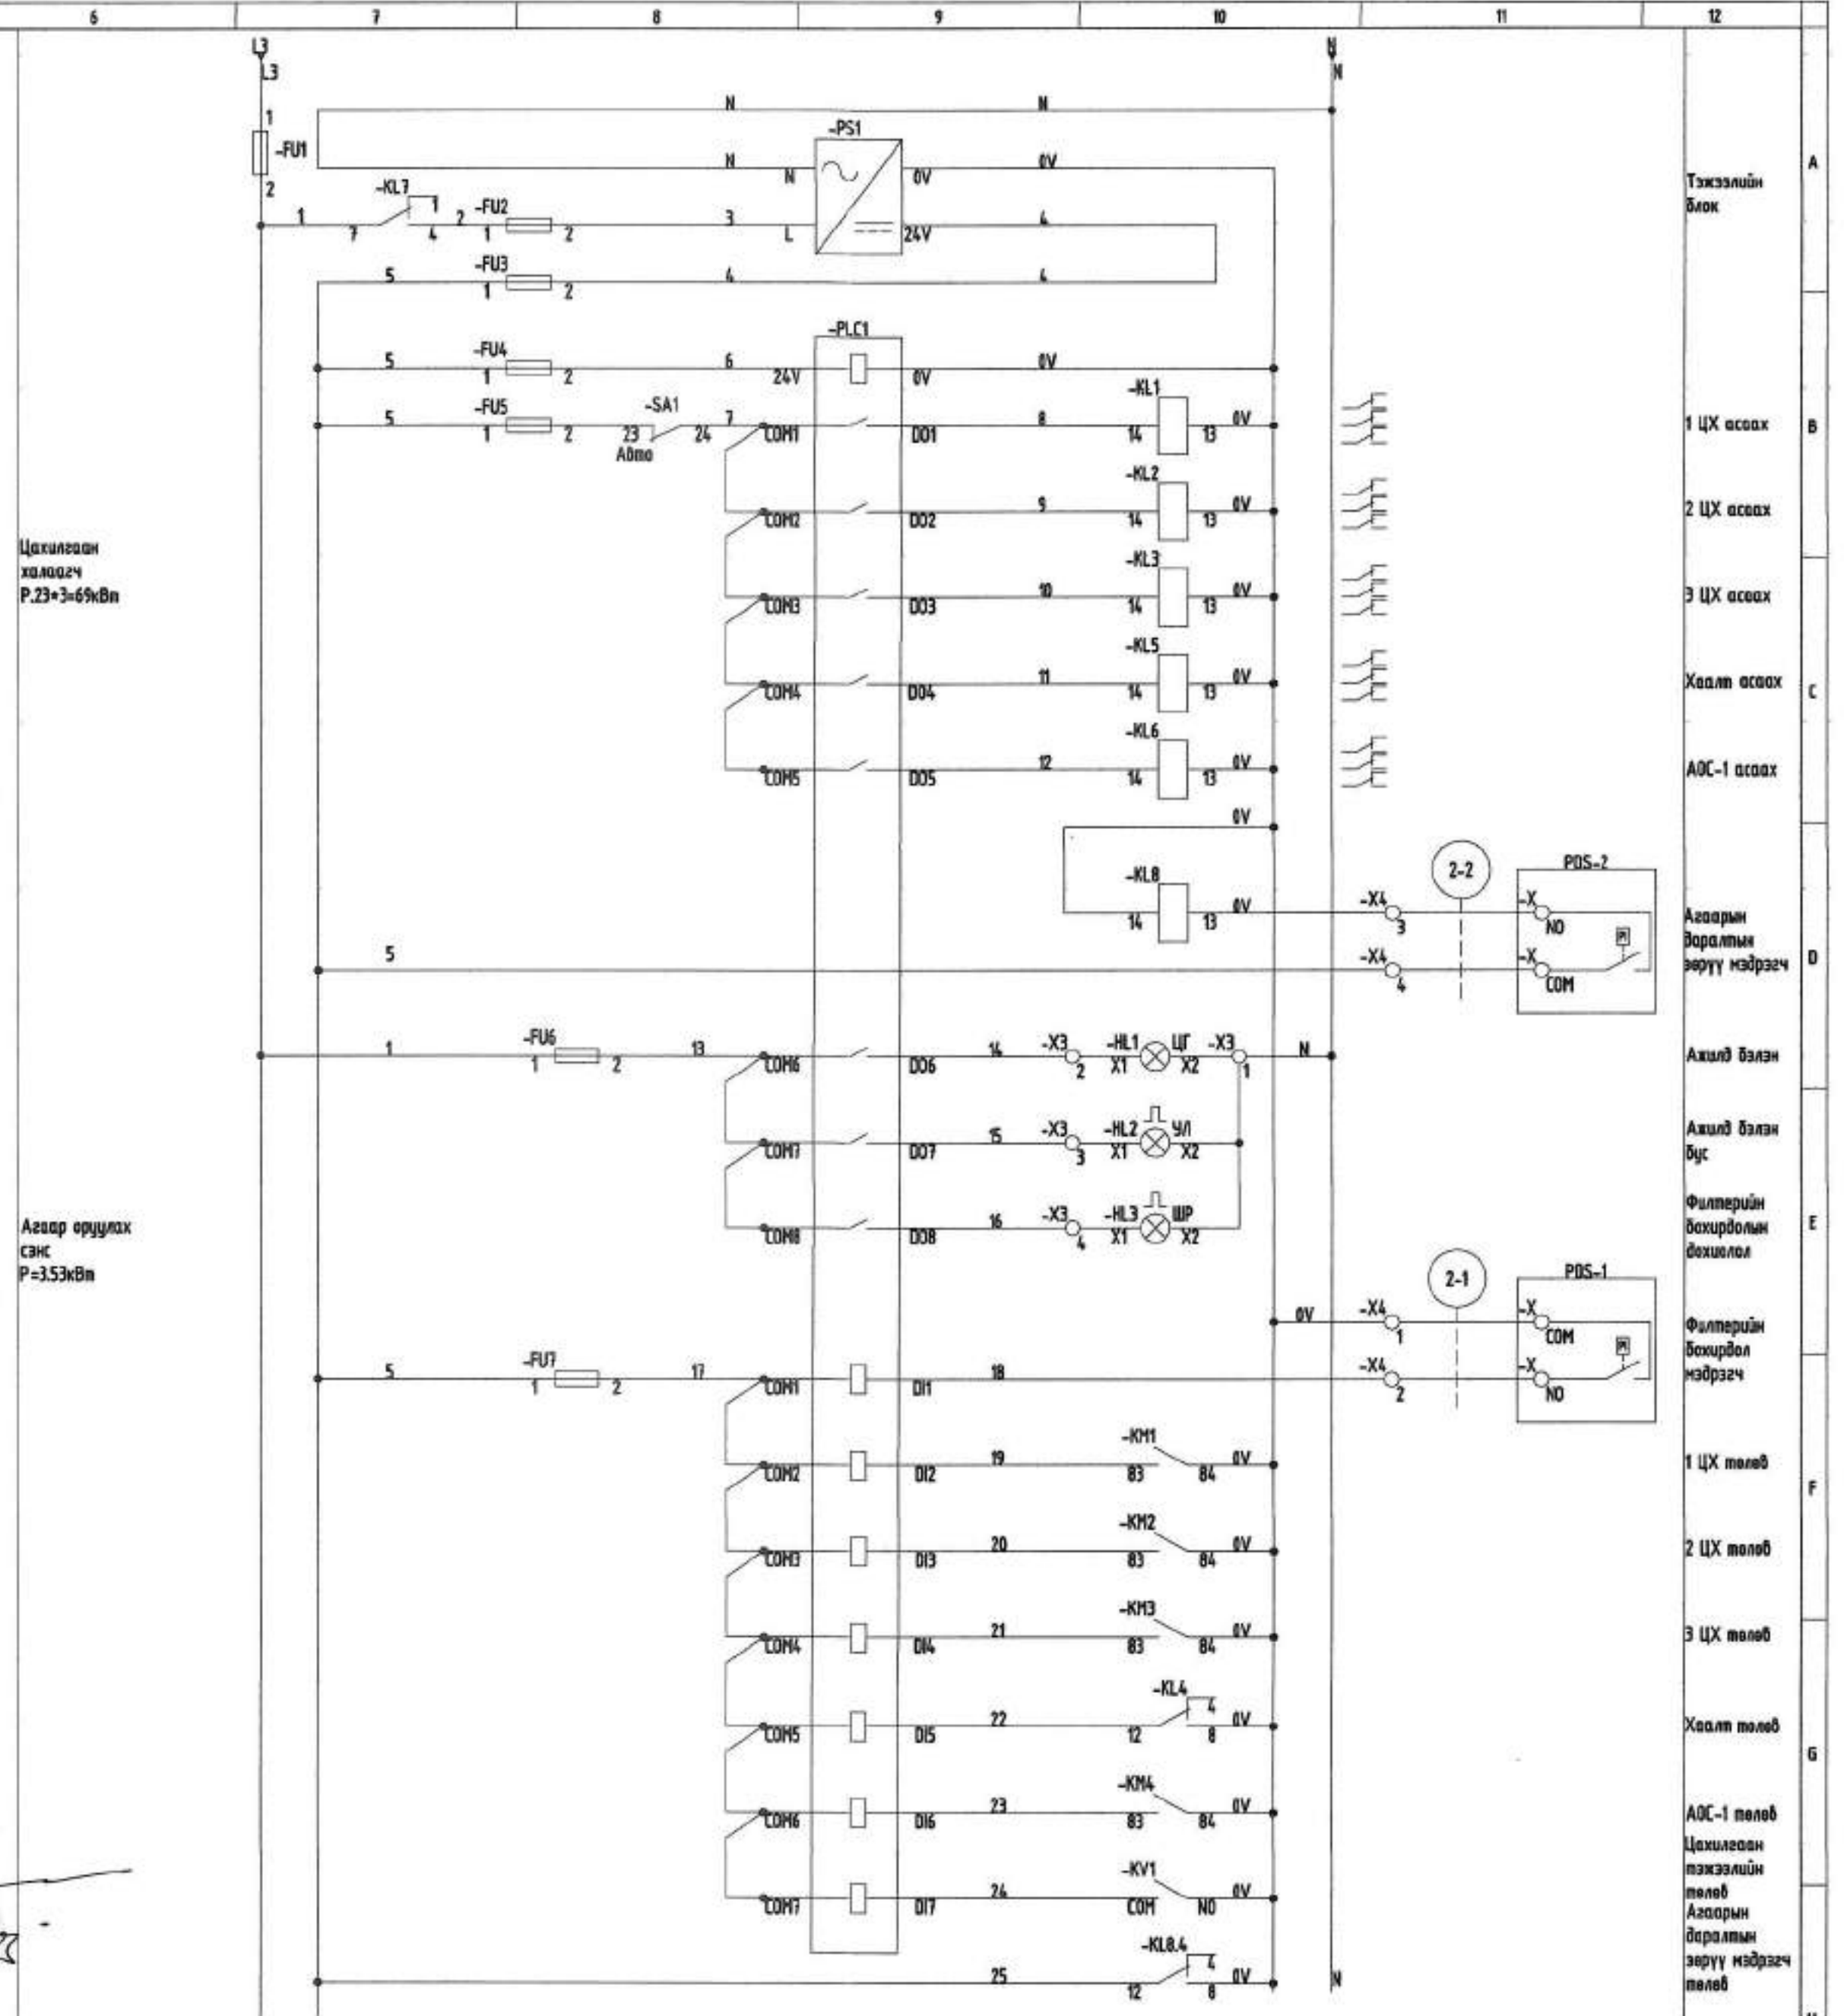 6 7 8 9 10 11 12
L3 N
L3 N
1
-FU1
2
N N
-PS1
N 0V
N 0V
A
Тэжээлийн
блок
-KL7
1 1 2 -FU2 3 4
7 4 1 2 L 24V
5 -FU3 4 4
1 2
-PLC1
5 -FU4 6 0V
1 2 24V 0V
-KL1
5 -FU5 -SA1 7 8 0V
1 2 23 24 COM1 DO1 14 13
Авто
1 ЦХ асаах
B
-KL2
9 0V
COM2 DO2 14 13
2 ЦХ асаах
Цахилгаан
халаагч
P.23*3=69кВт
-KL3
10 0V
COM3 DO3 14 13
3 ЦХ асаах
-KL5
11 0V
COM4 DO4 14 13
Хаалт асаах
C
-KL6
12 0V
COM5 DO5 14 13
АОС-1 асаах
0V
2-2
PDS-2
-KL8
0V -X4 -X
14 13 3 NO
PI
Агаарын
даралтын
зөрүү мэдрэгч
D
5 -X4 -X
4 COM
1 -FU6 13 14 -X3 -HL1 ЦГ -X3 N
1 2 COM6 DO6 2 X1 X2 1
Ажилд бэлэн
15 -X3 -HL2 УЛ
COM7 DO7 3 X1 X2
Ажилд бэлэн
бус
16 -X3 -HL3 ШР
COM8 DO8 4 X1 X2
Филтерийн
бохирдолын
дохиолол
E
Агаар оруулах
сэнс
P=3.53кВт
2-1
PDS-1
0V -X4 -X
1 COM
PI
Филтерийн
бохирдол
мэдрэгч
5 -FU7 17 18 -X4 -X
1 2 COM1 DI1 2 NO
-KM1
19 0V
COM2 DI2 83 84
1 ЦХ төлөв
F
-KM2
20 0V
COM3 DI3 83 84
2 ЦХ төлөв
-KM3
21 0V
COM4 DI4 83 84
3 ЦХ төлөв
-KL4
22 4 0V
COM5 DI5 12 8
Хаалт төлөв
G
-KM4
23 0V
COM6 DI6 83 84
АОС-1 төлөв
-KV1
24 0V
COM7 DI7 COM NO
Цахилгаан
тэжээлийн
төлөв
-KL8.4
25 4 0V N
12 8
Агаарын
даралтын
зөрүү мэдрэгч
төлөв